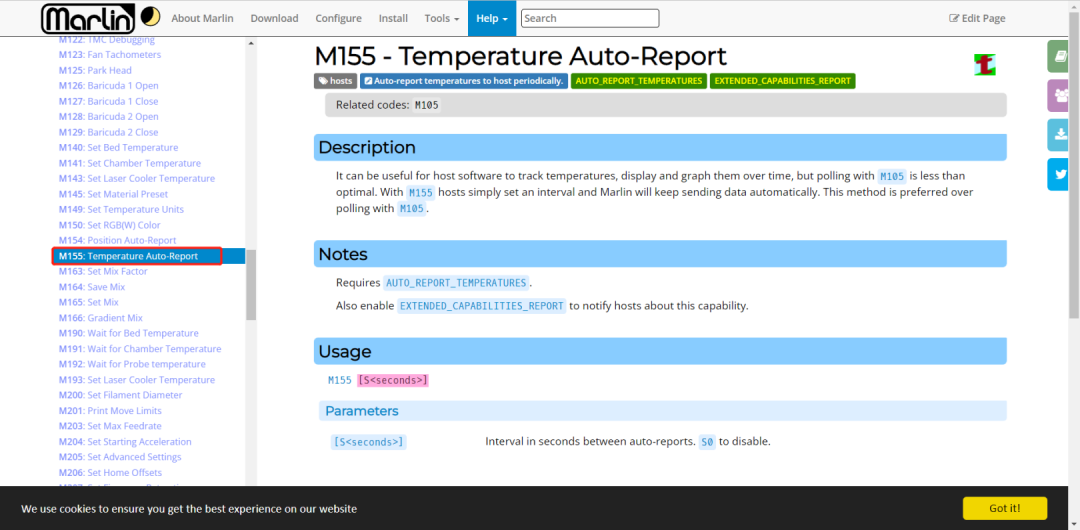 Marlin
About Marlin
Download
Configure
Install
Tools
Help
Search
Edit Page
M122: TMC Debugging
M123: Fan Tachometers
M125: Park Head
M126: Baricuda 1 Open
M127: Baricuda 1 Close
M128: Baricuda 2 Open
M129: Baricuda 2 Close
M140: Set Bed Temperature
M141: Set Chamber Temperature
M143: Set Laser Cooler Temperature
M145: Set Material Preset
M149: Set Temperature Units
M150: Set RGB(W) Color
M154: Position Auto-Report
M155: Temperature Auto-Report
M163: Set Mix Factor
M164: Save Mix
M165: Set Mix
M166: Gradient Mix
M190: Wait for Bed Temperature
M191: Wait for Chamber Temperature
M192: Wait for Probe temperature
M193: Set Laser Cooler Temperature
M200: Set Filament Diameter
M201: Print Move Limits
M203: Set Max Feedrate
M204: Set Starting Acceleration
M205: Set Advanced Settings
M206: Set Home Offsets
M155 - Temperature Auto-Report
hosts
Auto-report temperatures to host periodically.
AUTO_REPORT_TEMPERATURES
EXTENDED_CAPABILITIES_REPORT
t
Related codes: M105
Description
It can be useful for host software to track temperatures, display and graph them over time, but polling with M105 is less than
optimal. With M155 hosts simply set an interval and Marlin will keep sending data automatically. This method is preferred over
polling with M105.
Notes
Requires AUTO_REPORT_TEMPERATURES.
Also enable EXTENDED_CAPABILITIES_REPORT to notify hosts about this capability.
Usage
M155 [S<seconds>]
Parameters
[S<seconds>] Interval in seconds between auto-reports. S0 to disable.
We use cookies to ensure you get the best experience on our website
Got it!